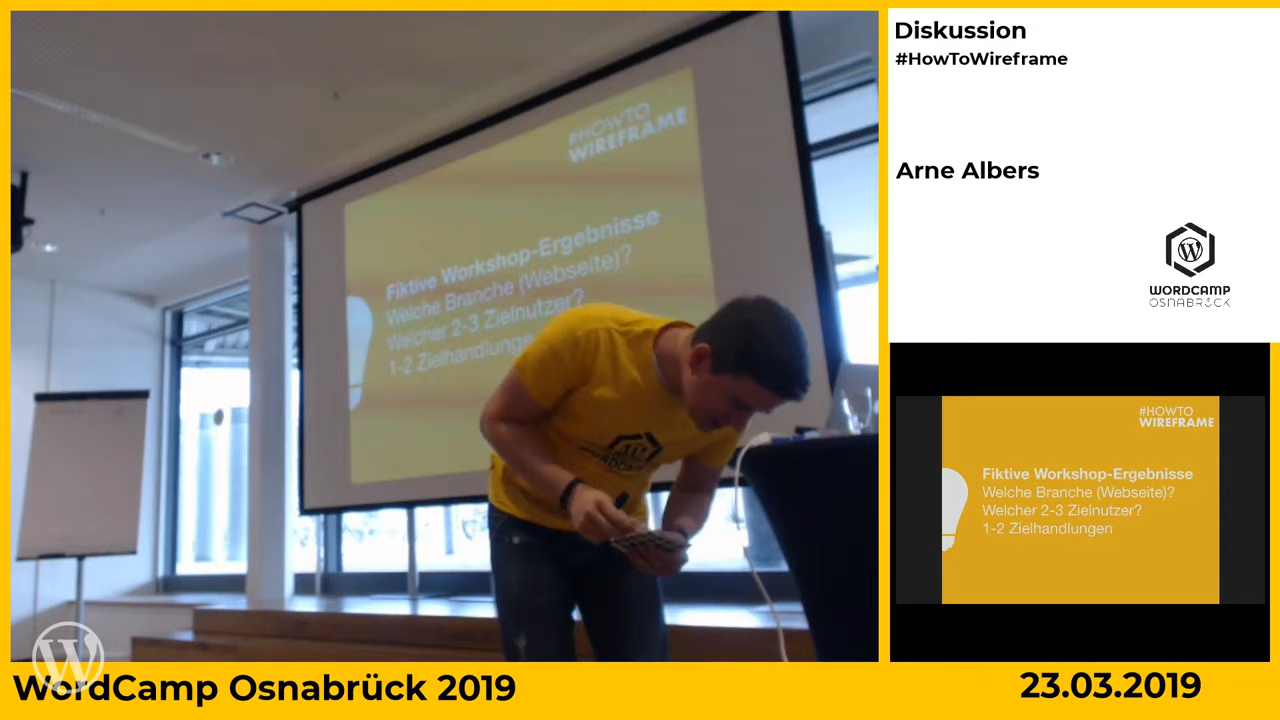 Diskussion
#HowToWireframe
Arne Albers
WORDCAMP
OSNABRÜCK
#HOWTO
WIREFRAME
Fiktive Workshop-Ergebnisse
Welche Branche (Webseite)?
Welcher 2-3 Zielnutzer?
1-2 Zielhandlunge
#HOWTO
WIREFRAME
Fiktive Workshop-Ergebnisse
Welche Branche (Webseite)?
Welcher 2-3 Zielnutzer?
1-2 Zielhandlungen
WordCamp Osnabrück 2019
23.03.2019